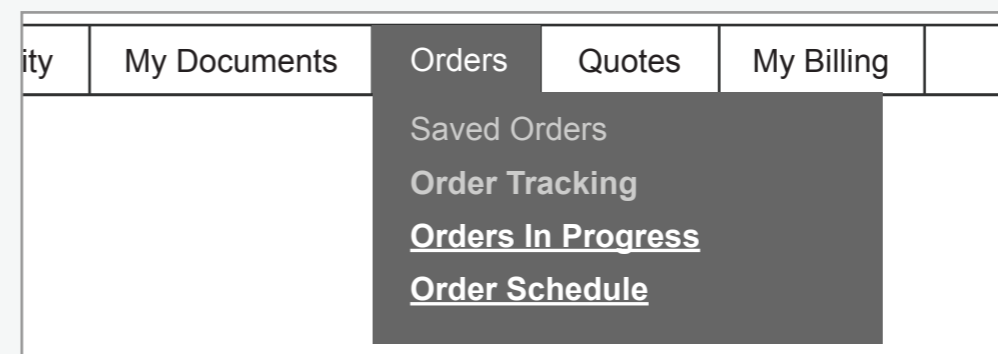 ity My Documents Orders Quotes My Billing
Saved Orders
Order Tracking
Orders In Progress
Order Schedule